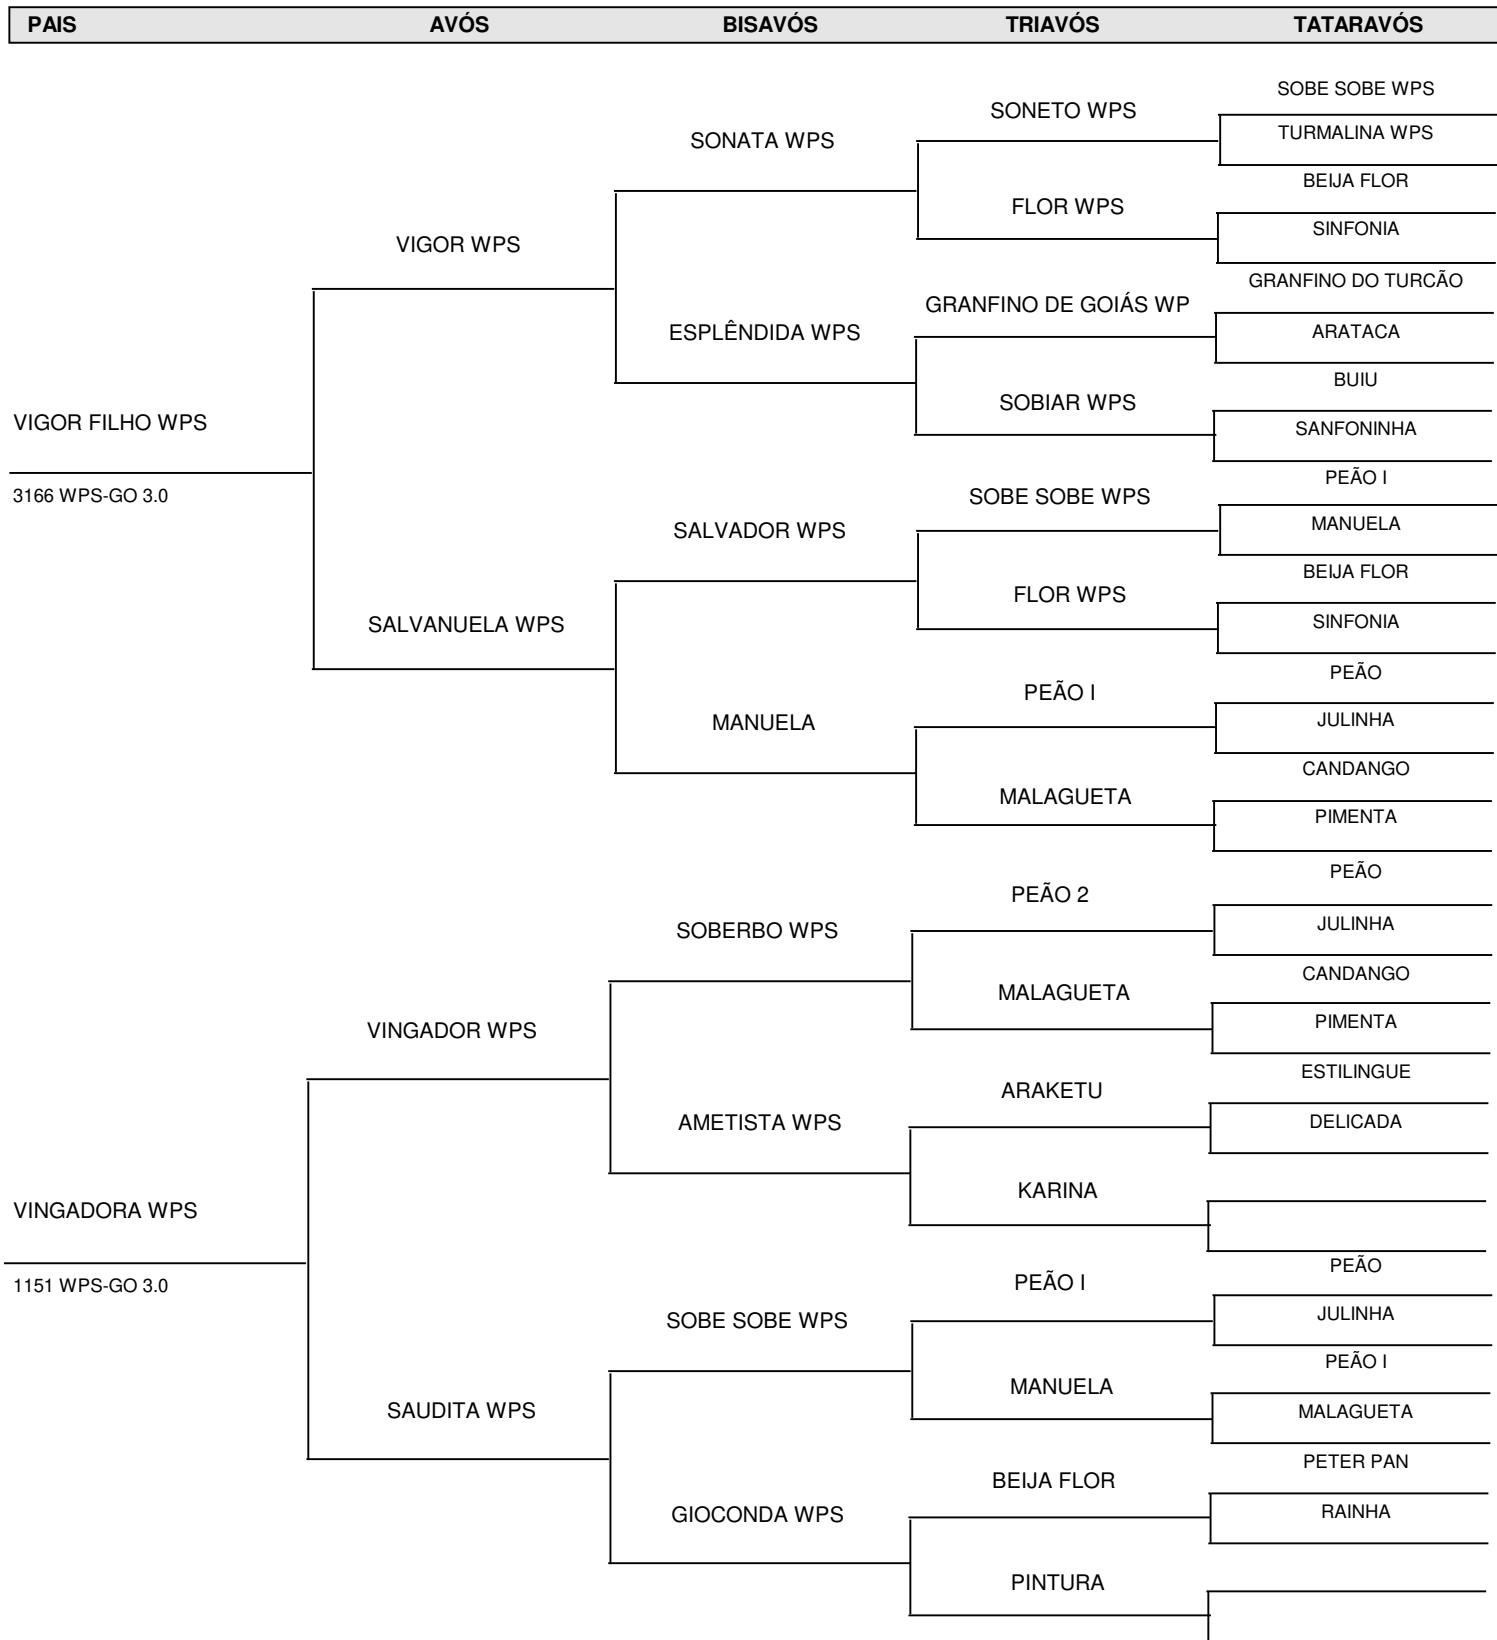 PAIS AVÓS BISAVÓS TRIAVÓS TATARAVÓS
SOBE SOBE WPS
SONETO WPS
TURMALINA WPS
SONATA WPS
BEIJA FLOR
FLOR WPS
SINFONIA
VIGOR WPS
GRANFINO DO TURCÃO
GRANFINO DE GOIÁS WP
ARATACA
ESPLÊNDIDA WPS
BUIU
SOBIAR WPS
SANFONINHA
VIGOR FILHO WPS
3166 WPS-GO 3.0
PEÃO I
SOBE SOBE WPS
MANUELA
SALVADOR WPS
BEIJA FLOR
FLOR WPS
SINFONIA
SALVANUELA WPS
PEÃO
PEÃO I
JULINHA
MANUELA
CANDANGO
MALAGUETA
PIMENTA
PEÃO
PEÃO 2
JULINHA
SOBERBO WPS
CANDANGO
MALAGUETA
PIMENTA
VINGADOR WPS
ESTILINGUE
ARAKETU
DELICADA
AMETISTA WPS
KARINA
VINGADORA WPS
1151 WPS-GO 3.0
PEÃO
PEÃO I
JULINHA
SOBE SOBE WPS
PEÃO I
MANUELA
MALAGUETA
SAUDITA WPS
PETER PAN
BEIJA FLOR
RAINHA
GIOCONDA WPS
PINTURA